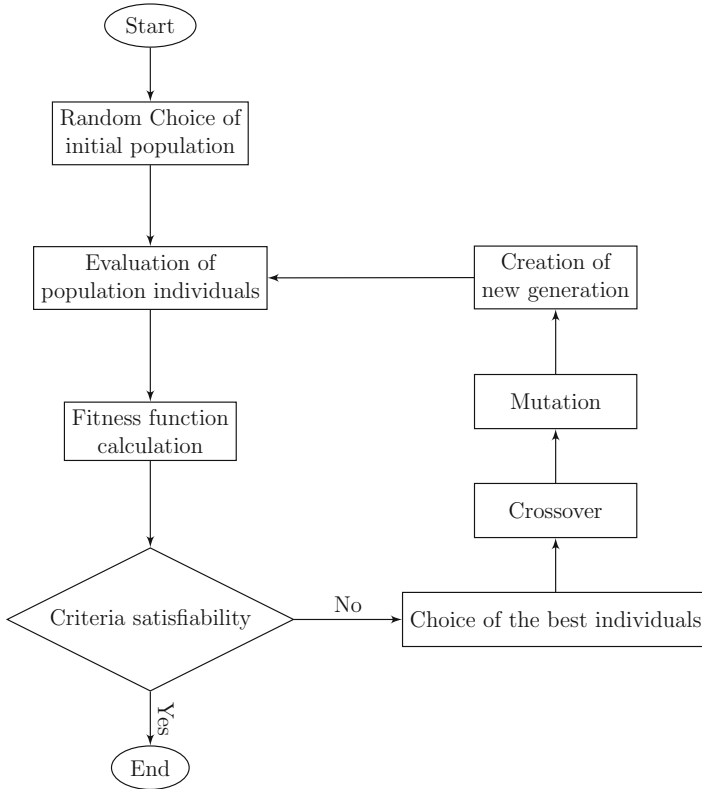 Start
Random Choice of
initial population
Evaluation of
population individuals
Creation of
new generation
Fitness function
calculation
Mutation
Crossover
Criteria satisfiability
No
Choice of the best individuals
Yes
End